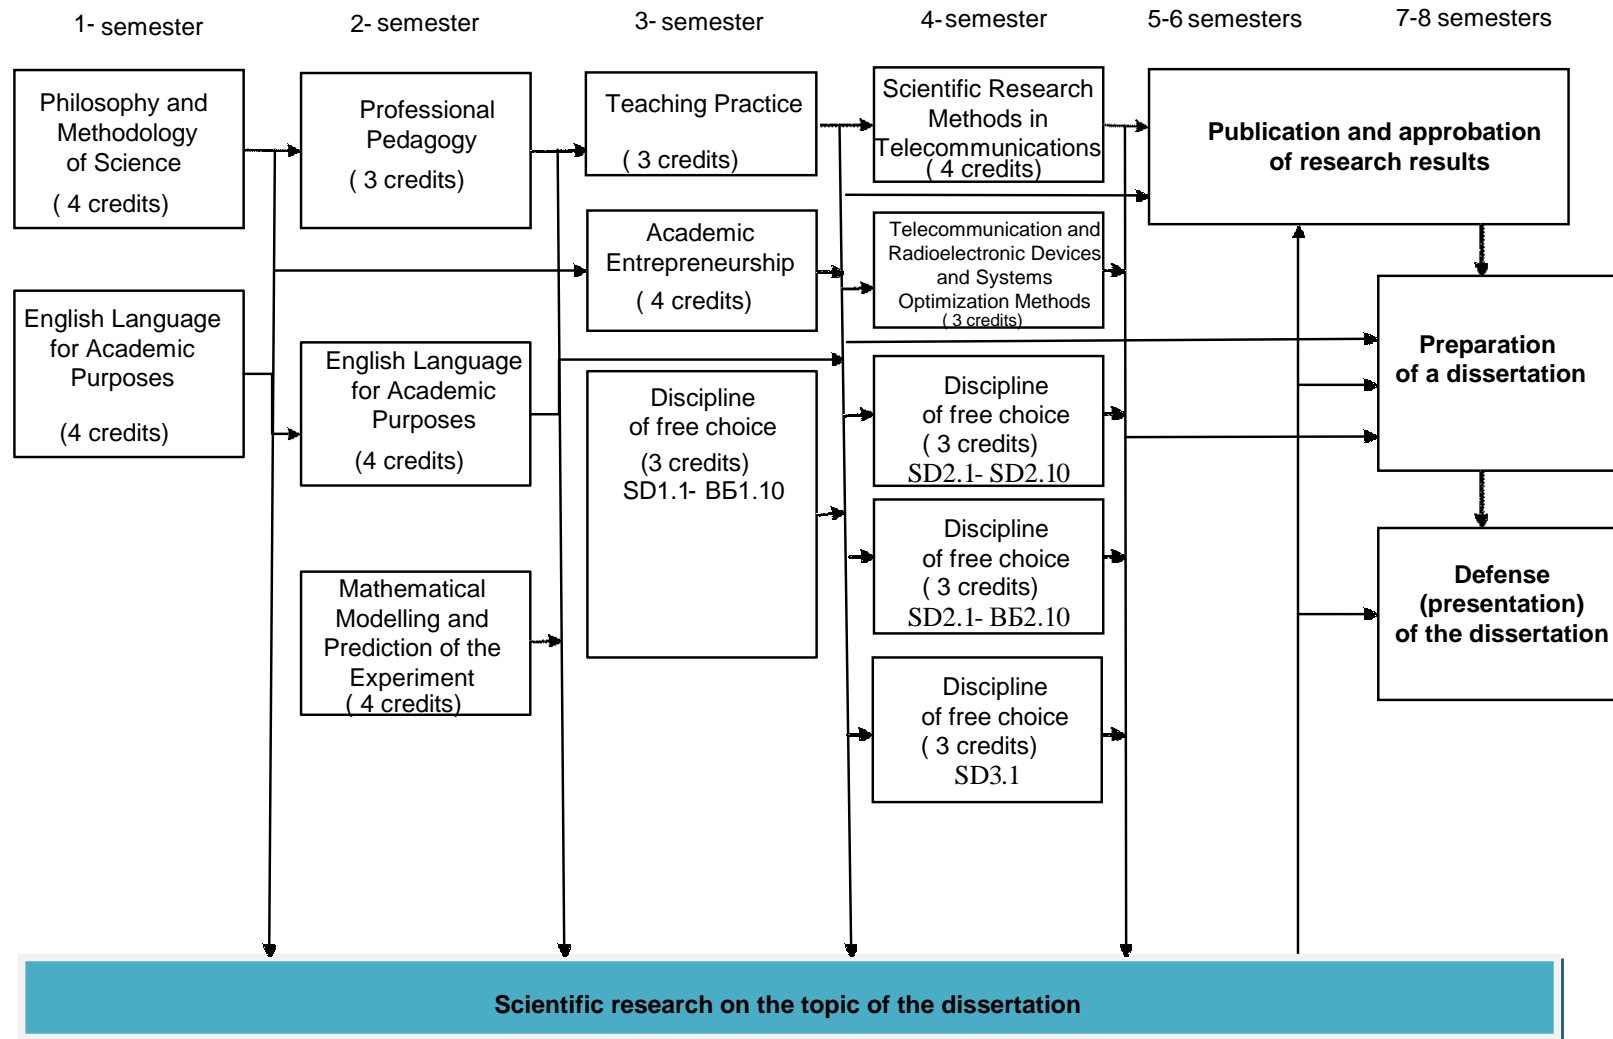 1- semester
2- semester
3- semester
4-semester
5-6 semesters
7-8 semesters
Philosophy and
Methodology
of Science
( 4 credits)
English Language
for Academic
Purposes
(4 credits)
Professional
Pedagogy
( 3 credits)
English Language
for Academic
Purposes
(4 credits)
Mathematical
Modelling and
Prediction of the
Experiment
( 4 credits)
Teaching Practice
( 3 credits)
Academic
Entrepreneurship
( 4 credits)
Discipline
of free choice
(3 credits)
SD1.1- ВБ1.10
Scientific Research
Methods in
Telecommunications
( 4 credits)
Telecommunication and
Radioelectronic Devices
and Systems
Optimization Methods
( 3 credits)
Discipline
of free choice
( 3 credits)
SD2.1- SD2.10
Discipline
of free choice
( 3 credits)
SD2.1- ВБ2.10
Discipline
of free choice
( 3 credits)
SD3.1
Publication and approbation
of research results
Preparation
of a dissertation
Defense
(presentation)
of the dissertation
Scientific research on the topic of the dissertation